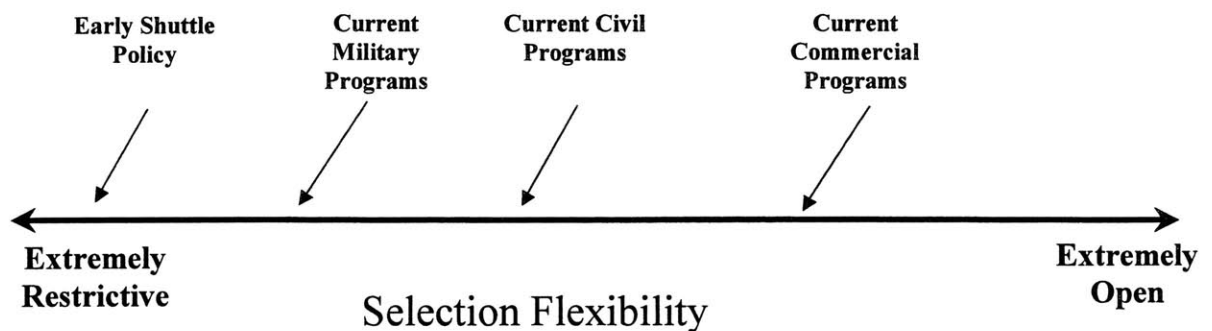 Early Shuttle
Policy
Current
Military
Programs
Current Civil
Programs
Current
Commercial
Programs
Extremely
Restrictive
Extremely
Open
Selection Flexibility